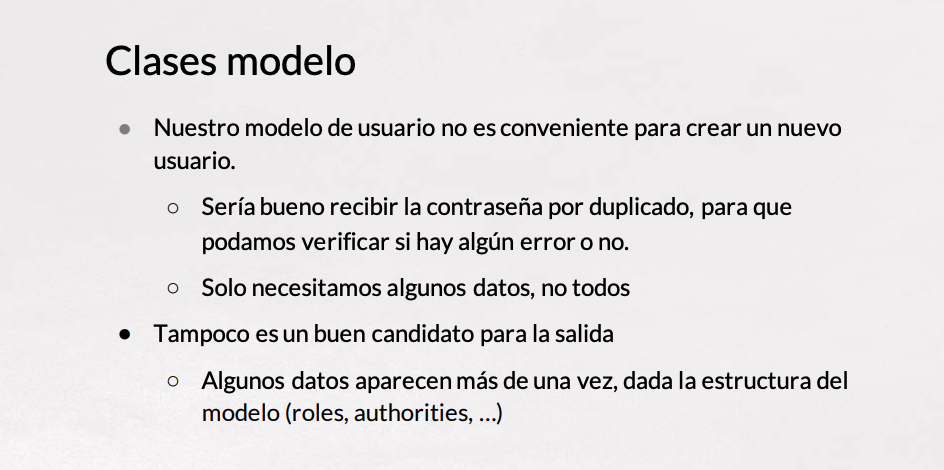 Clases modelo
● Nuestro modelo de usuario no es conveniente para crear un nuevo
usuario.
○ Sería bueno recibir la contraseña por duplicado, para que
podamos verificar si hay algún error o no.
○ Solo necesitamos algunos datos, no todos
● Tampoco es un buen candidato para la salida
○ Algunos datos aparecen más de una vez, dada la estructura del
modelo (roles, authorities, …)